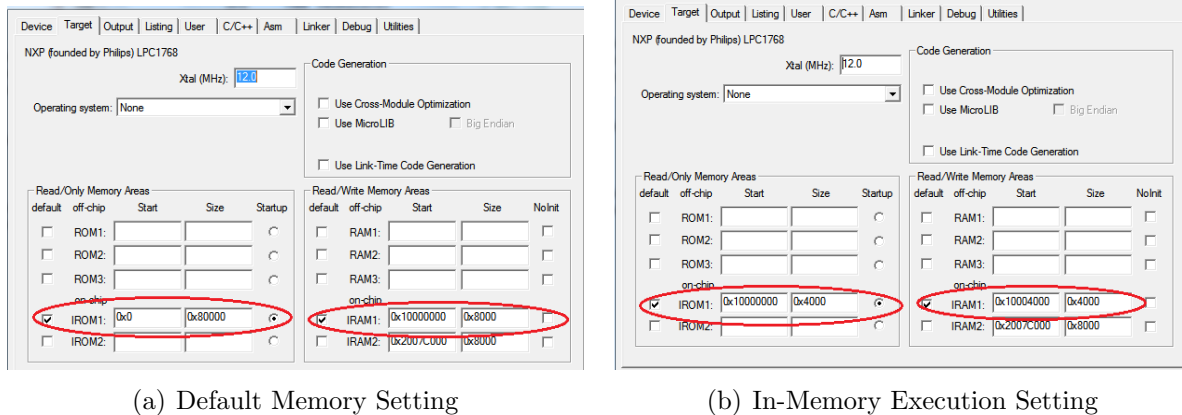 Device Target Output Listing User C/C++ Asm Linker Debug Utilities
NXP (founded by Philips) LPC1768
Xtal (MHz): 12.0
Operating system: None
Code Generation
Use Cross-Module Optimization
Use MicroLIB Big Endian
Use Link-Time Code Generation
Read/Only Memory Areas
default off-chip Start Size Startup
ROM1:
ROM2:
ROM3:
on-chip
IROM1: 0x0 0x80000
IROM2:
Read/Write Memory Areas
default off-chip Start Size NoInit
RAM1:
RAM2:
RAM3:
on-chip
IRAM1: 0x10000000 0x8000
IRAM2: 0x2007C000 0x8000
(a) Default Memory Setting
Device Target Output Listing User C/C++ Asm Linker Debug Utilities
NXP (founded by Philips) LPC1768
Xtal (MHz): 12.0
Operating system: None
Code Generation
Use Cross-Module Optimization
Use MicroLIB Big Endian
Use Link-Time Code Generation
Read/Only Memory Areas
default off-chip Start Size Startup
ROM1:
ROM2:
ROM3:
on-chip
IROM1: 0x10000000 0x4000
IROM2:
Read/Write Memory Areas
default off-chip Start Size NoInit
RAM1:
RAM2:
RAM3:
on-chip
IRAM1: 0x10004000 0x4000
IRAM2: 0x2007C000 0x8000
(b) In-Memory Execution Setting